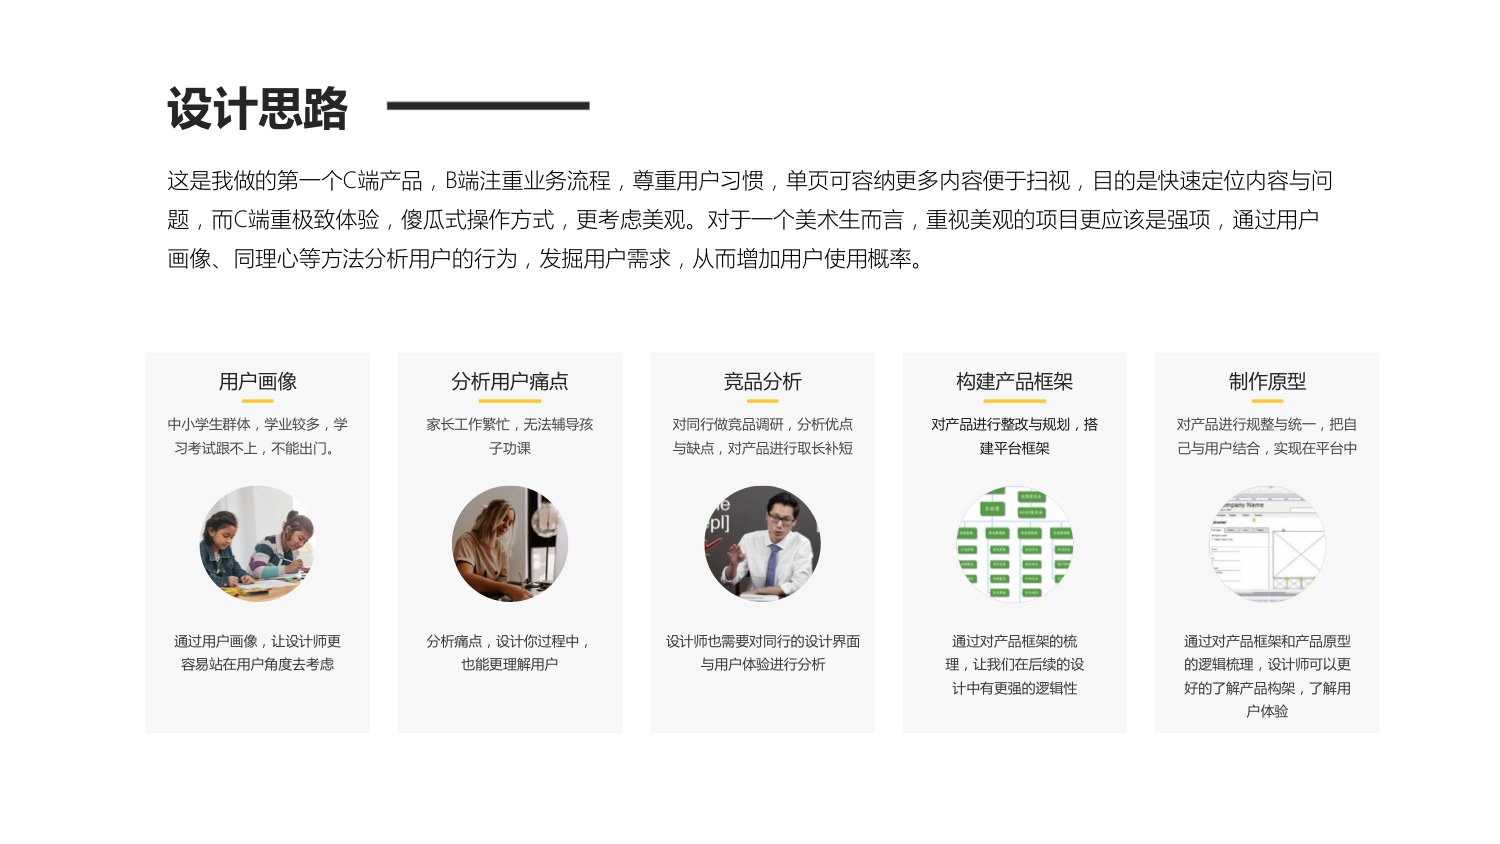 设计思路
这是我做的第一个C端产品，B端注重业务流程，尊重用户习惯，单页可容纳更多内容便于扫视，目的是快速定位内容与问
题，而C端重极致体验，傻瓜式操作方式，更考虑美观。对于一个美术生而言，重视美观的项目更应该是强项，通过用户
画像、同理心等方法分析用户的行为，发掘用户需求，从而增加用户使用概率。
用户画像
中小学生群体，学业较多，学
习考试跟不上，不能出门。
通过用户画像，让设计师更
容易站在用户角度去考虑
分析用户痛点
家长工作繁忙，无法辅导孩
子功课
分析痛点，设计你过程中，
也能更理解用户
竞品分析
对同行做竞品调研，分析优点
与缺点，对产品进行取长补短
epl]
设计师也需要对同行的设计界面
与用户体验进行分析
构建产品框架
对产品进行整改与规划，搭
建平台框架
通过对产品框架的梳
理，让我们在后续的设
计中有更强的逻辑性
制作原型
对产品进行规整与统一，把自
己与用户结合，实现在平台中
mpany Name
通过对产品框架和产品原型
的逻辑梳理，设计师可以更
好的了解产品构架，了解用
户体验